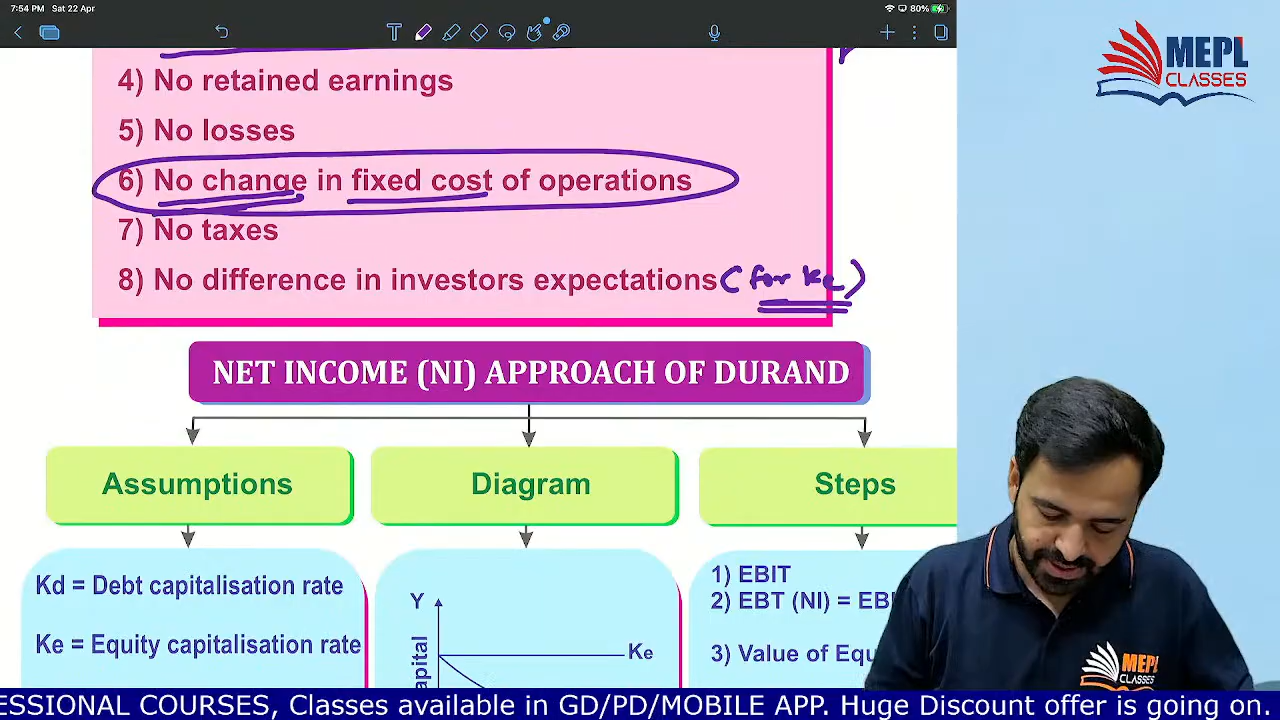 7:54 PM Sat 22 Apr
80%
T
MEPL
CLASSES
4) No retained earnings
5) No losses
6) No change in fixed cost of operations
7) No taxes
8) No difference in investors expectations (for Ke)
NET INCOME (NI) APPROACH OF DURAND
Assumptions
Diagram
Steps
Kd = Debt capitalisation rate
Ke = Equity capitalisation rate
Y
Ke
capital
1) EBIT
2) EBT (NI) = EBI
3) Value of Equ
MEPL
CLASSES
ESSIONAL COURSES, Classes available in GD/PD/MOBILE APP. Huge Discount offer is going on.